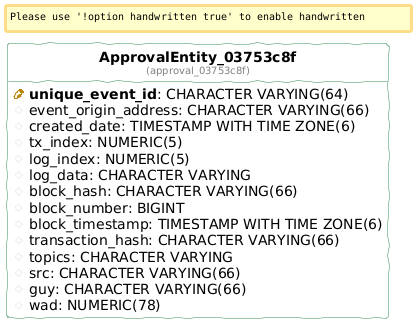 Please use '!option handwritten true' to enable handwritten
ApprovalEntity_03753c8f
(approval_03753c8f)
unique_event_id: CHARACTER VARYING(64)
event_origin_address: CHARACTER VARYING(66)
created_date: TIMESTAMP WITH TIME ZONE(6)
tx_index: NUMERIC(5)
log_index: NUMERIC(5)
log_data: CHARACTER VARYING
block_hash: CHARACTER VARYING(66)
block_number: BIGINT
block_timestamp: TIMESTAMP WITH TIME ZONE(6)
transaction_hash: CHARACTER VARYING(66)
topics: CHARACTER VARYING
src: CHARACTER VARYING(66)
guy: CHARACTER VARYING(66)
wad: NUMERIC(78)